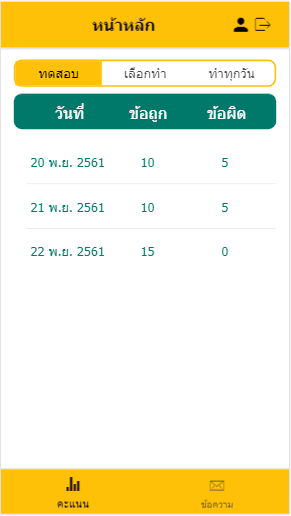 หน้าหลัก
ทดสอบ เลือกทำ ทำทุกวัน
วันที่ ข้อถูก ข้อผิด
20 พ.ย. 2561 10 5
21 พ.ย. 2561 10 5
22 พ.ย. 2561 15 0
คะแนน ข้อความ